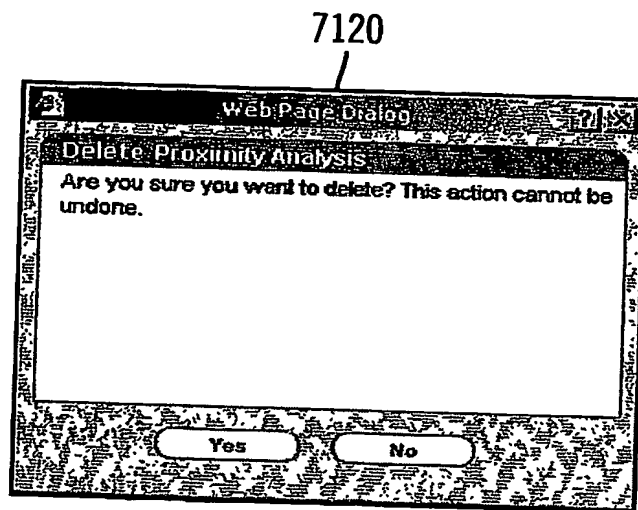 7120
Web Page Dialog
?
X
Delete Proximity Analysis
Are you sure you want to delete? This action cannot be
undone.
Yes
No